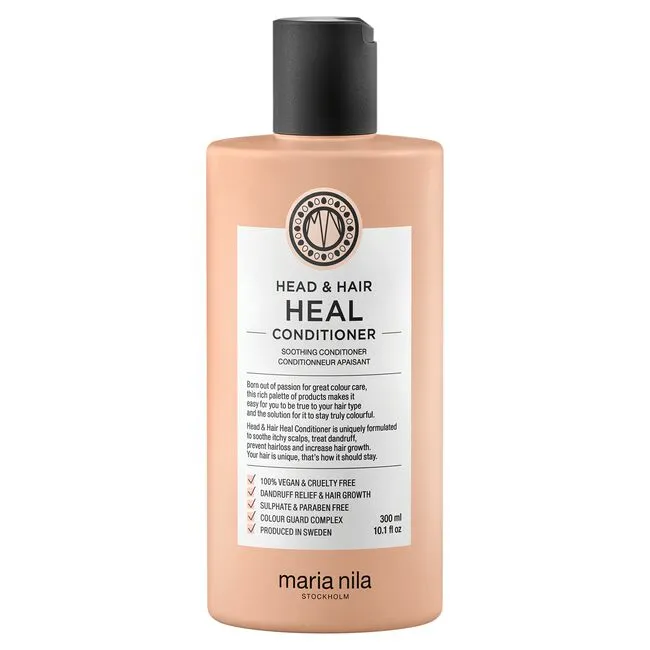 HEAD & HAIR
HEAL
CONDITIONER
SOOTHING CONDITIONER
CONDITIONNEUR APAISANT
Born out of passion for great colour care,
this rich palette of products makes it
easy for you to be true to your hair type
and the solution for it to stay truly colourful.
Head & Hair Heal Conditioner is uniquely formulated
to soothe itchy scalps, treat dandruff,
prevent hairloss and increase hair growth.
Your hair is unique, that's how it should stay.
100% VEGAN & CRUELTY FREE
DANDRUFF RELIEF & HAIR GROWTH
SULPHATE & PARABEN FREE
COLOUR GUARD COMPLEX
PRODUCED IN SWEDEN
300 ml
10.1 fl oz
maria nila
STOCKHOLM